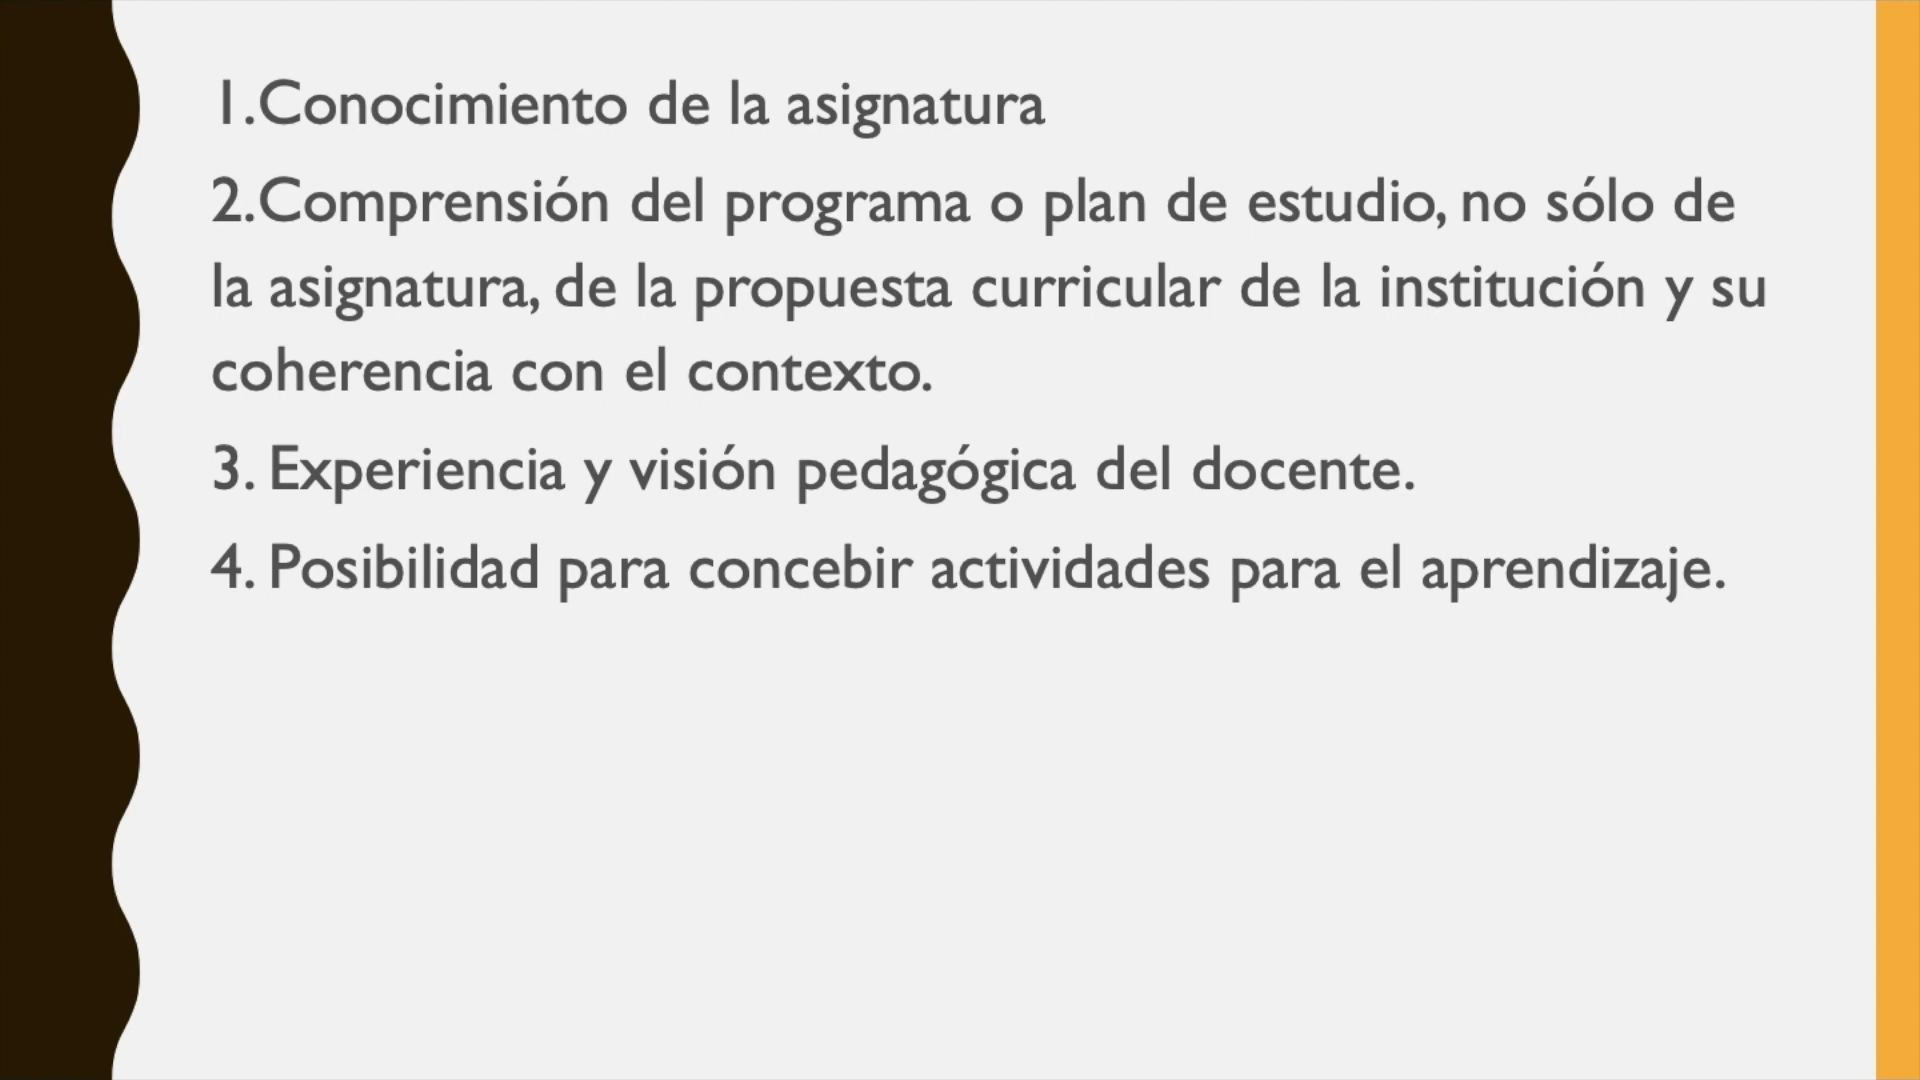 1.Conocimiento de la asignatura
2.Comprensión del programa o plan de estudio, no sólo de
la asignatura, de la propuesta curricular de la institución y su
coherencia con el contexto.
3. Experiencia y visión pedagógica del docente.
4. Posibilidad para concebir actividades para el aprendizaje.